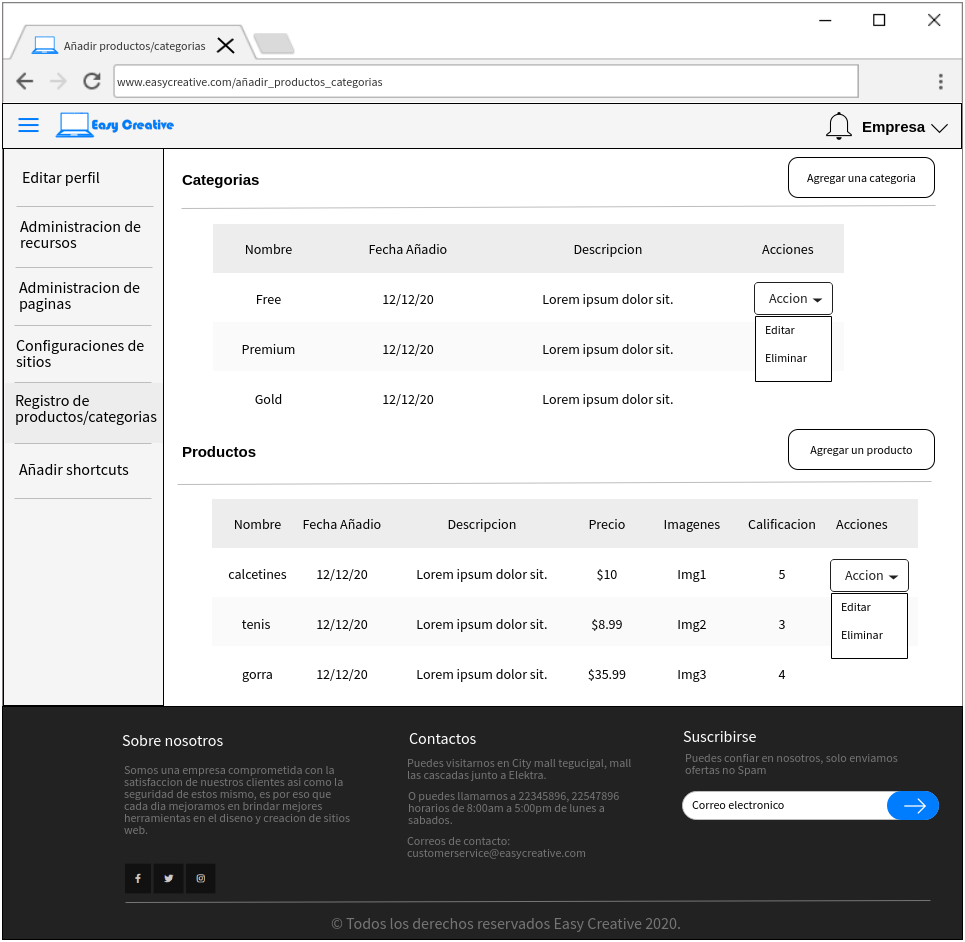 Añadir productos/categorias
www.easycreative.com/añadir_productos_categorias
Easy Creative
Empresa
Editar perfil
Administracion de
recursos
Administracion de
paginas
Configuraciones de
sitios
Registro de
productos/categorias
Añadir shortcuts
Categorias
Agregar una categoria
Nombre Fecha Añadio Descripcion Acciones
Free 12/12/20 Lorem ipsum dolor sit. Accion
Editar
Premium 12/12/20 Lorem ipsum dolor sit.
Eliminar
Gold 12/12/20 Lorem ipsum dolor sit.
Productos
Agregar un producto
Nombre Fecha Añadio Descripcion Precio Imagenes Calificacion Acciones
calcetines 12/12/20 Lorem ipsum dolor sit. $10 Img1 5 Accion
Editar
tenis 12/12/20 Lorem ipsum dolor sit. $8.99 Img2 3
Eliminar
gorra 12/12/20 Lorem ipsum dolor sit. $35.99 Img3 4
Sobre nosotros
Somos una empresa comprometida con la
satisfaccion de nuestros clientes asi como la
seguridad de estos mismo, es por eso que
cada dia mejoramos en brindar mejores
herramientas en el diseno y creacion de sitios
web.
Contactos
Puedes visitarnos en City mall tegucigal, mall
las cascadas junto a Elektra.
O puedes llamarnos a 22345896, 22547896
horarios de 8:00am a 5:00pm de lunes a
sabados.
Correos de contacto:
customerservice@easycreative.com
Suscribirse
Puedes confiar en nosotros, solo enviamos
ofertas no Spam
Correo electronico
© Todos los derechos reservados Easy Creative 2020.